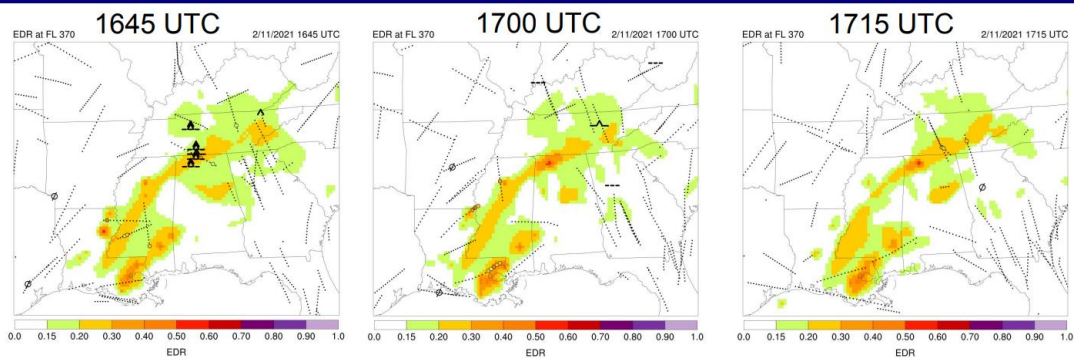 1645 UTC
EDR at FL 370 2/11/2021 1645 UTC
0.0 0.15 0.20 0.30 0.40 0.50 0.60 0.70 0.80 0.90 1.0
EDR
1700 UTC
EDR at FL 370 2/11/2021 1700 UTC
0.0 0.15 0.20 0.30 0.40 0.50 0.60 0.70 0.80 0.90 1.0
EDR
1715 UTC
EDR at FL 370 2/11/2021 1715 UTC
0.0 0.15 0.20 0.30 0.40 0.50 0.60 0.70 0.80 0.90 1.0
EDR